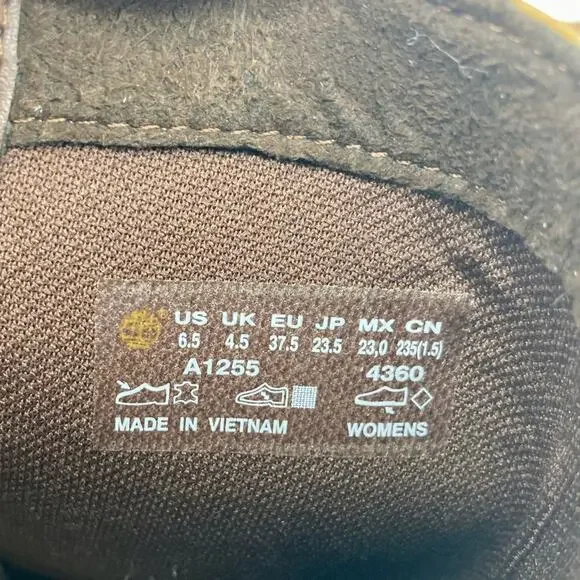 US UK EU JP MX CN
6.5 4.5 37.5 23.5 23,0 235(1.5)
A1255 4360
MADE IN VIETNAM WOMENS